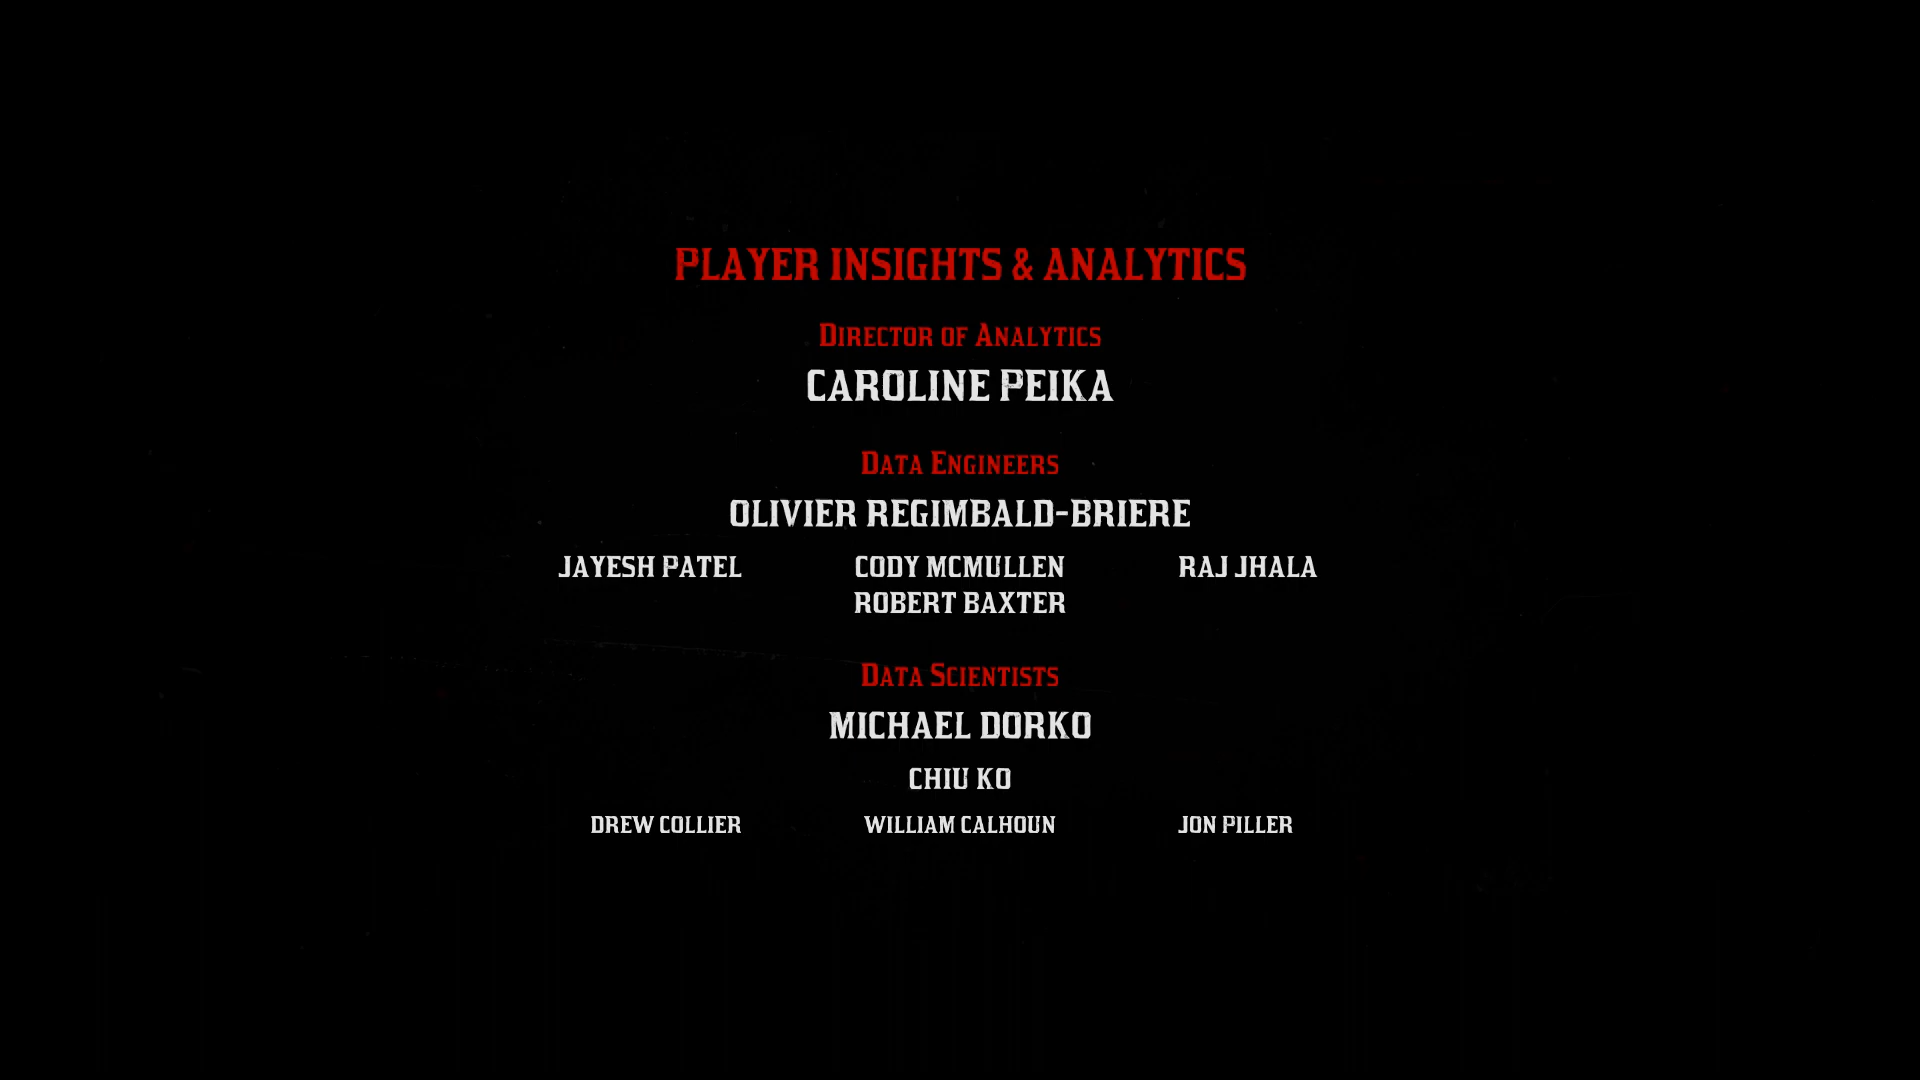 PLAYER INSIGHTS & ANALYTICS
DIRECTOR OF ANALYTICS
CAROLINE PEIKA
DATA ENGINEERS
OLIVIER REGIMBALD-BRIERE
JAYESH PATEL CODY MCMULLEN RAJ JHALA
ROBERT BAXTER
DATA SCIENTISTS
MICHAEL DORKO
CHIU KO
DREW COLLIER WILLIAM CALHOUN JON PILLER